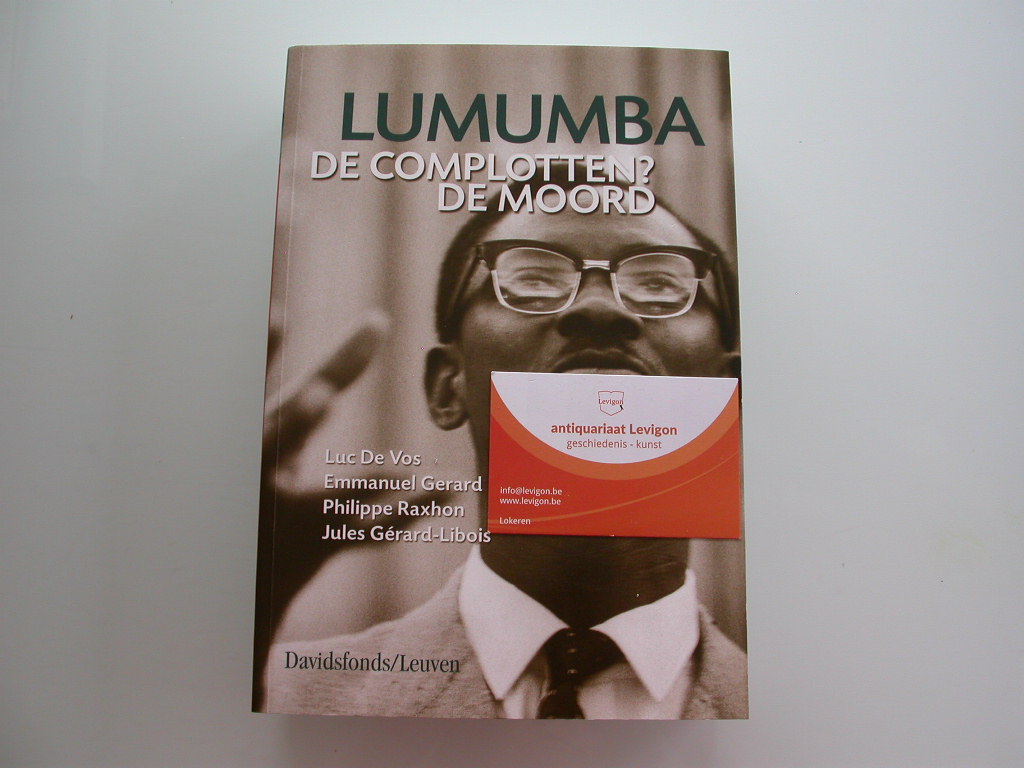 LUMUMBA
DE COMPLOTTEN?
DE MOORD
Luc De Vos
Emmanuel Gerard
Philippe Raxhon
Jules Gérard-Libois
Davidsfonds/Leuven
Levigon
antiquariaat Levigon
geschiedenis - kunst
info@levigon.be
www.levigon.be
Lokeren